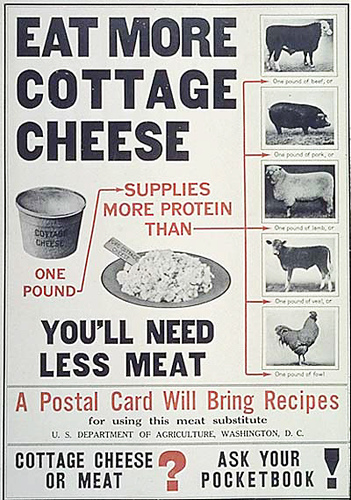 EAT MORE
COTTAGE
CHEESE
One pound of beef, or
One pound of pork, or
One pound of lamb, or
One pound of veal, or
One pound of fowl
COTTAGE
CHEESE
ONE
POUND
SUPPLIES
MORE PROTEIN
THAN
YOU'LL NEED
LESS MEAT
A Postal Card Will Bring Recipes
for using this meat substitute
U. S. DEPARTMENT OF AGRICULTURE, WASHINGTON, D. C.
COTTAGE CHEESE
OR MEAT ?
ASK YOUR
POCKETBOOK !